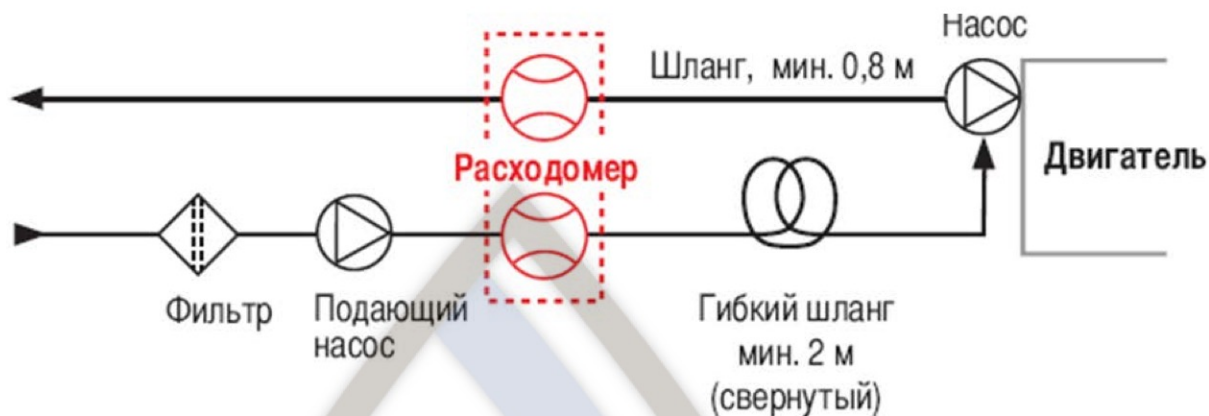 Насос
Шланг, мин. 0,8 м
Расходомер
Двигатель
Фильтр
Подающий
насос
Гибкий шланг
мин. 2 м
(свернутый)